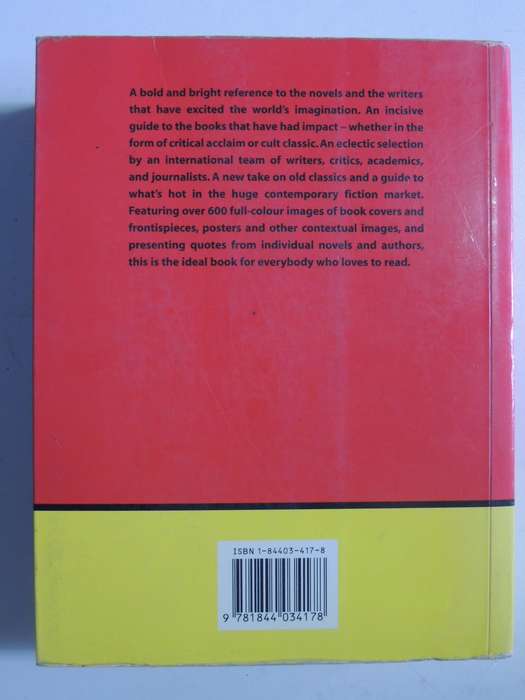 A bold and bright reference to the novels and the writers
that have excited the world's imagination. An incisive
guide to the books that have had impact – whether in the
form of critical acclaim or cult classic. An eclectic selection
by an international team of writers, critics, academics,
and journalists. A new take on old classics and a guide to
what's hot in the huge contemporary fiction market.
Featuring over 600 full-colour images of book covers and
frontispieces, posters and other contextual images, and
presenting quotes from individual novels and authors,
this is the ideal book for everybody who loves to read.
ISBN 1-84403-417-8
9 781844 034178